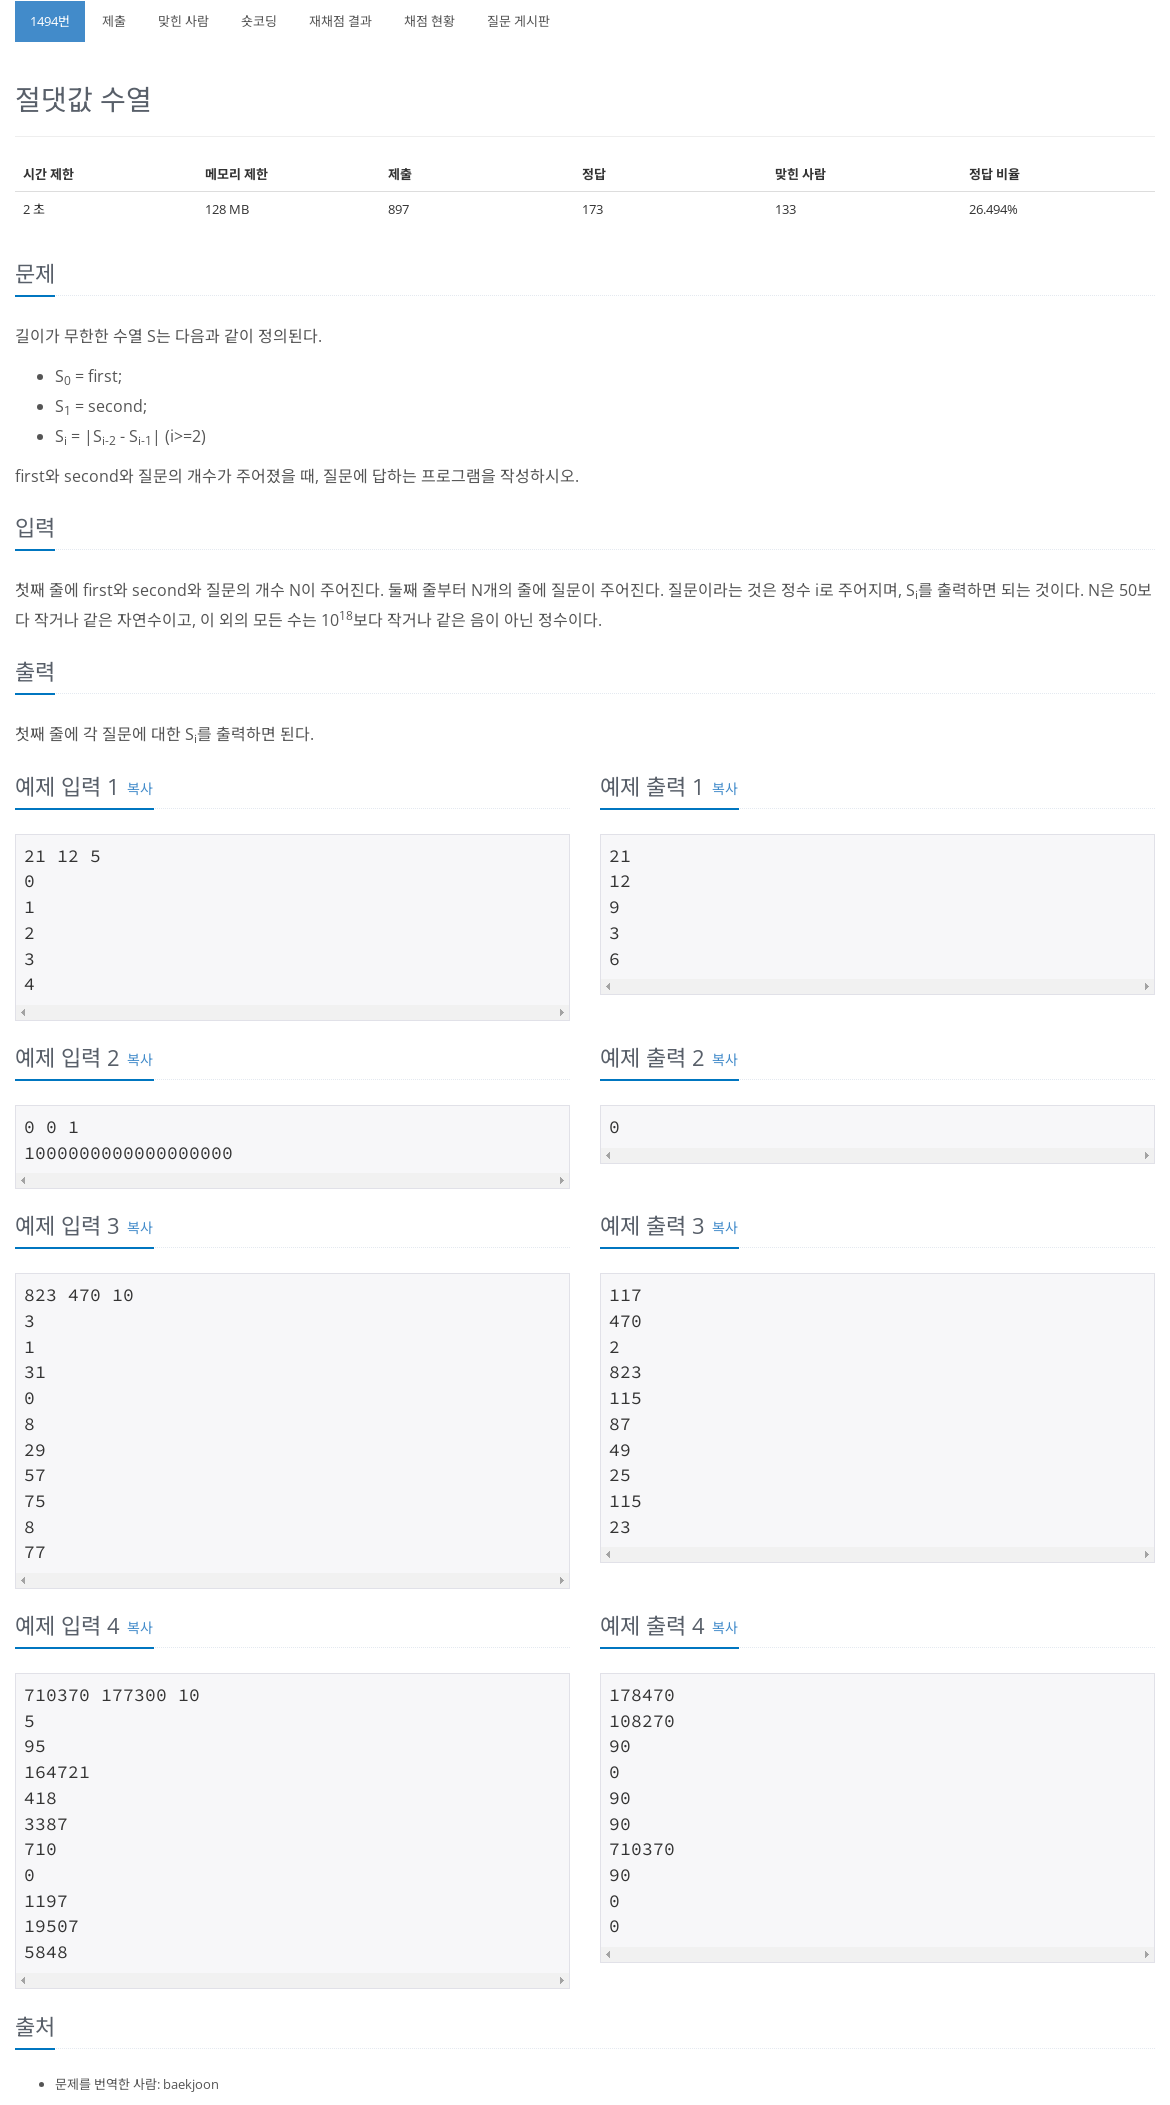 1494번 제출 맞힌 사람 숏코딩 재채점 결과 채점 현황 질문 게시판
절댓값 수열
시간 제한 메모리 제한 제출 정답 맞힌 사람 정답 비율
2 초 128 MB 897 173 133 26.494%
문제
길이가 무한한 수열 S는 다음과 같이 정의된다.
• S0 = first;
• S1 = second;
• Si = |Si-2 - Si-1| (i>=2)
first와 second와 질문의 개수가 주어졌을 때, 질문에 답하는 프로그램을 작성하시오.
입력
첫째 줄에 first와 second와 질문의 개수 N이 주어진다. 둘째 줄부터 N개의 줄에 질문이 주어진다. 질문이라는 것은 정수 i로 주어지며, Si를 출력하면 되는 것이다. N은 50보
다 작거나 같은 자연수이고, 이 외의 모든 수는 10^18보다 작거나 같은 음이 아닌 정수이다.
출력
첫째 줄에 각 질문에 대한 Si를 출력하면 된다.
예제 입력 1 복사
21 12 5
0
1
2
3
4
예제 출력 1 복사
21
12
9
3
6
예제 입력 2 복사
0 0 1
1000000000000000000
예제 출력 2 복사
0
예제 입력 3 복사
823 470 10
3
1
31
0
8
29
57
75
8
77
예제 출력 3 복사
117
470
2
823
115
87
49
25
115
23
예제 입력 4 복사
710370 177300 10
5
95
164721
418
3387
710
0
1197
19507
5848
예제 출력 4 복사
178470
108270
90
0
90
90
710370
90
0
0
출처
• 문제를 번역한 사람: baekjoon